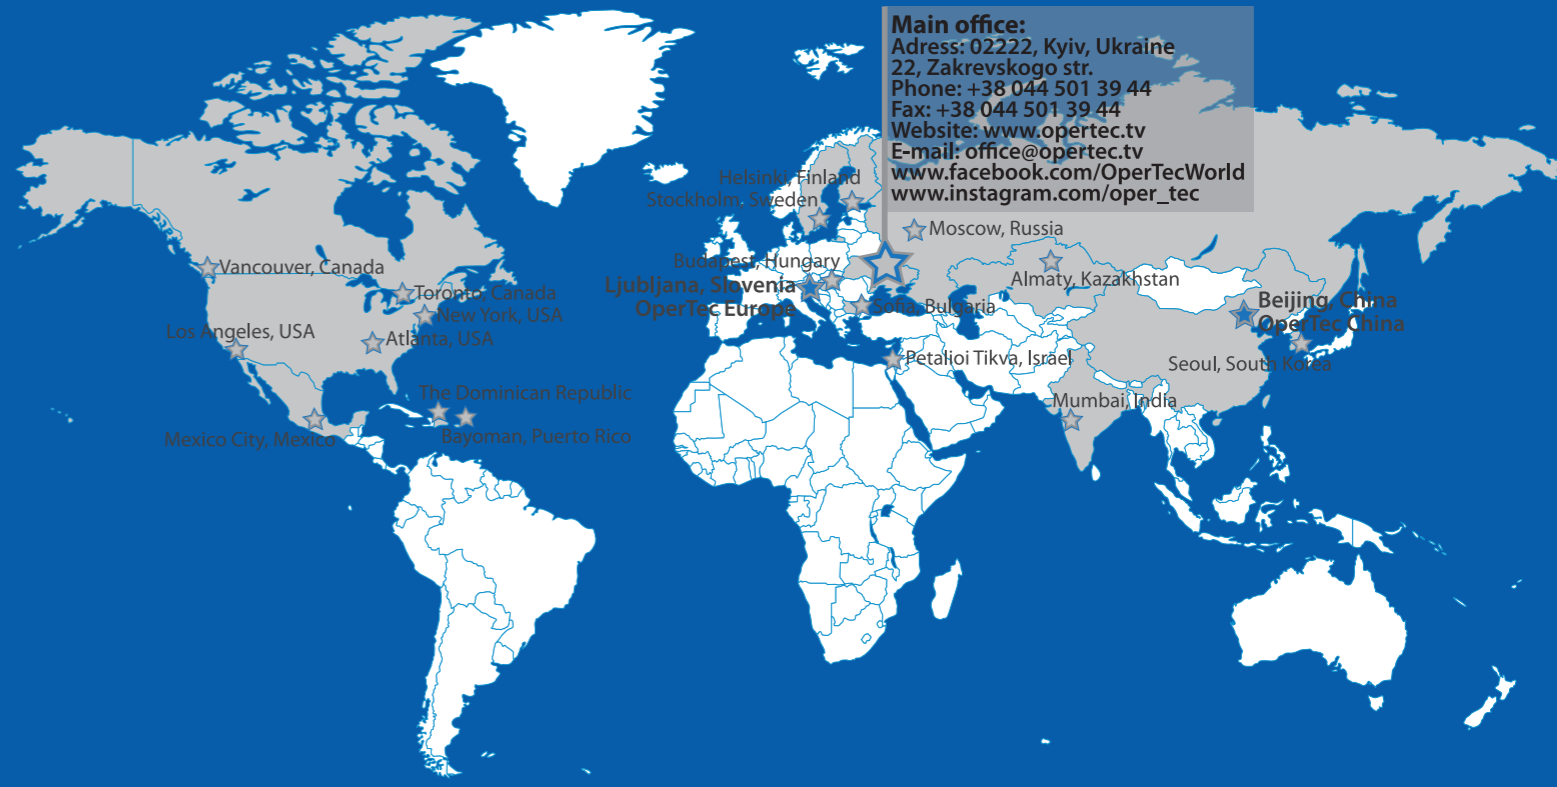 Main office:
Adress: 02222, Kyiv, Ukraine
22, Zakrevskogo str.
Phone: +38 044 501 39 44
Fax: +38 044 501 39 44
Website: www.opertec.tv
E-mail: office@opertec.tv
www.facebook.com/OperTecWorld
www.instagram.com/oper_tec
Helsinki, Finland
Stockholm. Sweden
Moscow, Russia
Budapest, Hungary
Vancouver, Canada
Almaty, Kazakhstan
Ljubljana, Slovenia
OperTec Europe
Toronto, Canada
Beijing, China
OperTec China
Sofia, Bulgaria
New York, USA
Los Angeles, USA
Atlanta, USA
Petalioi Tikva, Israel
Seoul, South Korea
The Dominican Republic
Mumbai, India
Mexico City, Mexico
Bayoman, Puerto Rico